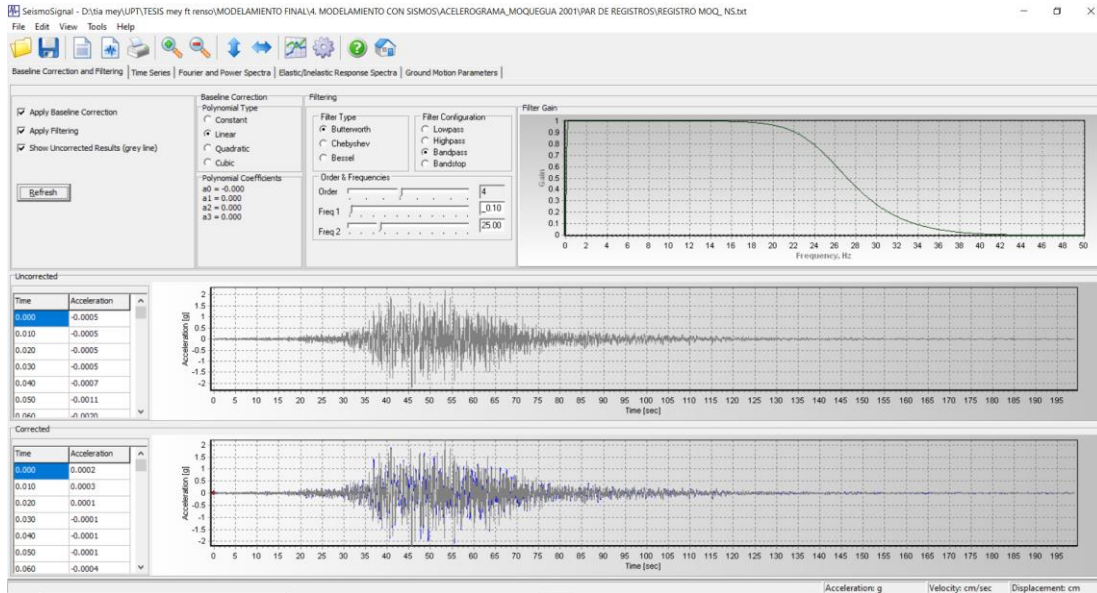 SeismoSignal - D:\tia mey\UPT\TESIS mey ft renso\MODELAMIENTO FINAL\4. MODELAMIENTO CON SISMOS\ACELEROGRAMA_MOQUEGUA 2001\PAR DE REGISTROS\REGISTRO MOQ_ NS.txt
File Edit View Tools Help
Baseline Correction and Filtering | Time Series | Fourier and Power Spectra | Elastic/Inelastic Response Spectra | Ground Motion Parameters |
Apply Baseline Correction
Apply Filtering
Show Uncorrected Results (grey line)
Refresh
Baseline Correction
Polynomial Type
Constant
Linear
Quadratic
Cubic
Polynomial Coefficients
a0 = -0.000
a1 = 0.000
a2 = 0.000
a3 = 0.000
Filtering
Filter Type
Butterworth
Chebyshev
Bessel
Filter Configuration
Lowpass
Highpass
Bandpass
Bandstop
Order & Frequencies
Order 4
Freq 1 _0.10
Freq 2 25.00
Filter Gain
1
0.9
0.8
0.7
0.6
0.5
0.4
0.3
0.2
0.1
0
Gain
0 2 4 6 8 10 12 14 16 18 20 22 24 26 28 30 32 34 36 38 40 42 44 46 48 50
Frequency, Hz
Uncorrected
Time Acceleration
0.000 -0.0005
0.010 -0.0005
0.020 -0.0005
0.030 -0.0005
0.040 -0.0007
0.050 -0.0011
0.060 -0.0020
Acceleration [g]
2
1.5
1
0.5
0
-0.5
-1
-1.5
-2
0 5 10 15 20 25 30 35 40 45 50 55 60 65 70 75 80 85 90 95 100 105 110 115 120 125 130 135 140 145 150 155 160 165 170 175 180 185 190 195
Time [sec]
Corrected
Time Acceleration
0.000 0.0002
0.010 0.0003
0.020 0.0001
0.030 -0.0001
0.040 -0.0001
0.050 -0.0001
0.060 -0.0004
Acceleration [g]
2
1.5
1
0.5
0
-0.5
-1
-1.5
-2
0 5 10 15 20 25 30 35 40 45 50 55 60 65 70 75 80 85 90 95 100 105 110 115 120 125 130 135 140 145 150 155 160 165 170 175 180 185 190 195
Time [sec]
Acceleration: g Velocity: cm/sec Displacement: cm